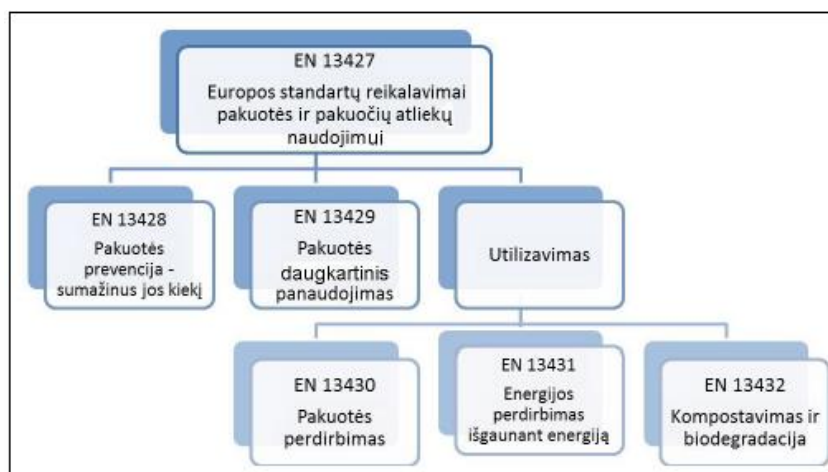 EN 13427
Europos standartų reikalavimai
pakuotės ir pakuočių atliekų
naudojimui
EN 13428
Pakuotės
prevencija -
sumažinus jos kiekį
EN 13429
Pakuotės
daugkartinis
panaudojimas
Utilizavimas
EN 13430
Pakuotės
perdirbimas
EN 13431
Energijos
perdirbimas
išgaunant energiją
EN 13432
Kompostavimas ir
biodegradacija